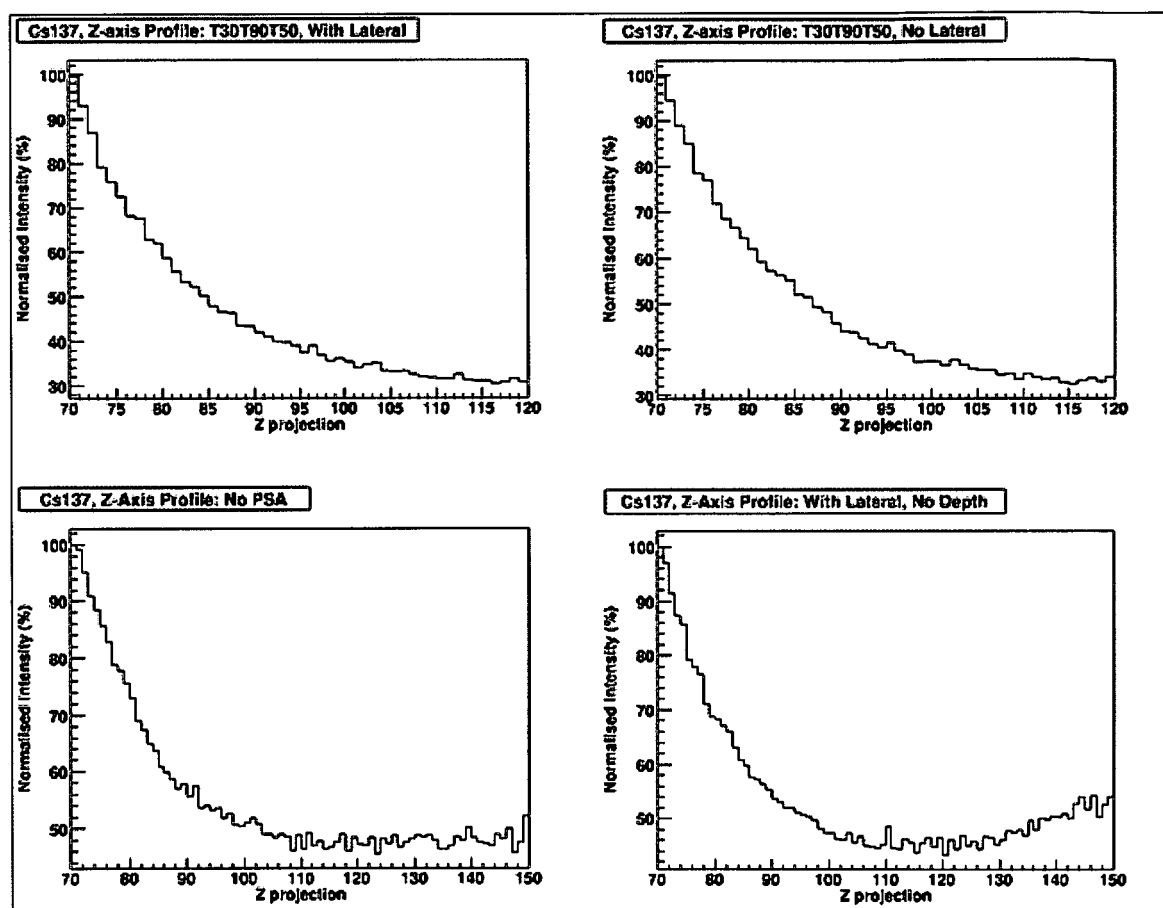 Cs137, Z-axis Profile: T30T90T50, With Lateral
Normalised Intensity (%)
100
90
80
70
60
50
40
30
70 75 80 85 90 95 100 105 110 115 120
Z projection
Cs137, Z-axis Profile: T30T90T50, No Lateral
Normalised Intensity (%)
100
90
80
70
60
50
40
30
70 75 80 85 90 95 100 105 110 115 120
Z projection
Cs137, Z-Axis Profile: No PSA
Normalised Intensity (%)
100
90
80
70
60
50
70 80 90 100 110 120 130 140 150
Z projection
Cs137, Z-Axis Profile: With Lateral, No Depth
Normalised Intensity (%)
100
90
80
70
60
50
70 80 90 100 110 120 130 140 150
Z projection